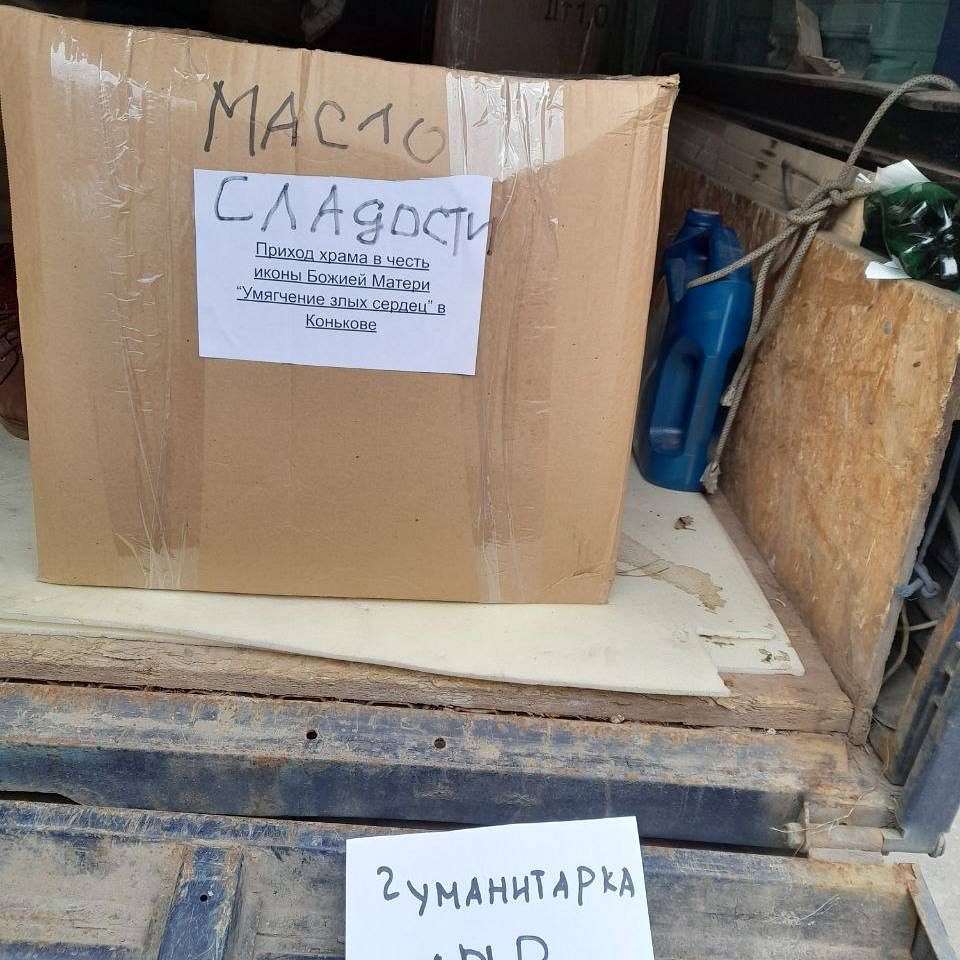 МАСЛО
СЛАДОСТИ
Приход храма в честь
иконы Божией Матери
“Умягчение злых сердец” в
Конькове
ГУМАНИТАРКА